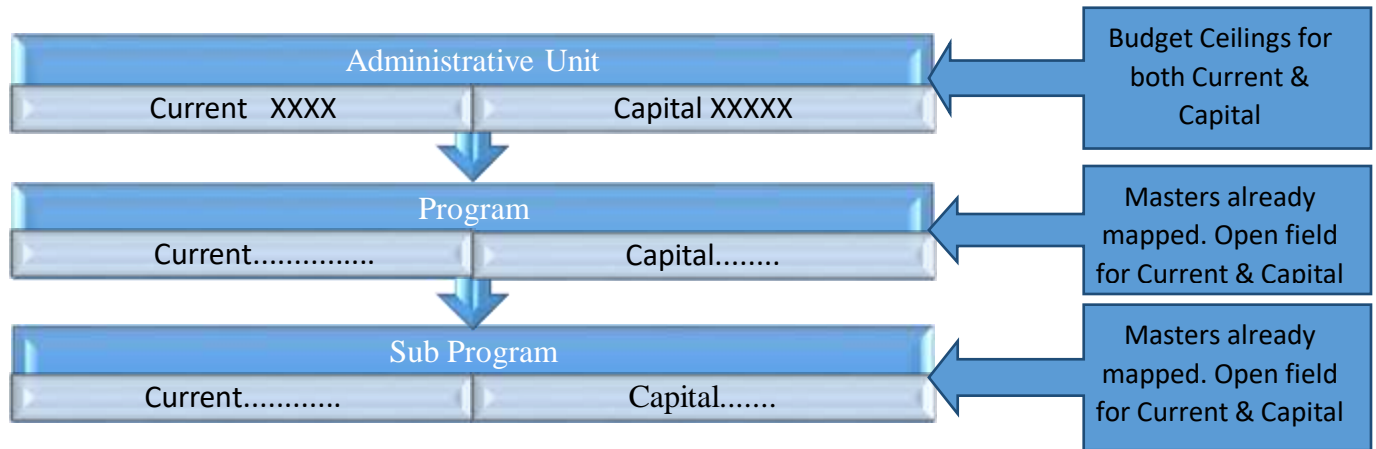 Administrative Unit
Current XXXX
Capital XXXXX
Budget Ceilings for
both Current &
Capital
Program
Current..............
Capital........
Masters already
mapped. Open field
for Current & Capital
Sub Program
Current............
Capital.......
Masters already
mapped. Open field
for Current & Capital